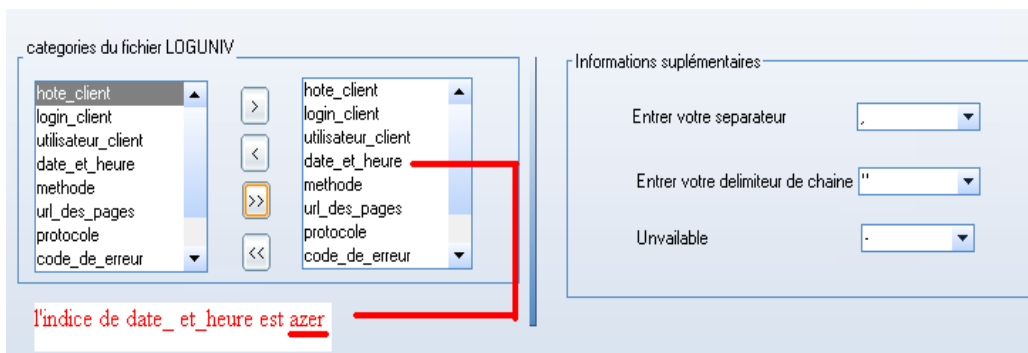 categories du fichier LOGUNIV
hote_client
login_client
utilisateur_client
date_et_heure
methode
url_des_pages
protocole
code_de_erreur
>
<
>>
<<
hote_client
login_client
utilisateur_client
date_et_heure
methode
url_des_pages
protocole
code_de_erreur
l'indice de date_ et_heure est azer
Informations suplémentaires
Entrer votre separateur ,
Entrer votre delimiteur de chaine "
Unvailable -